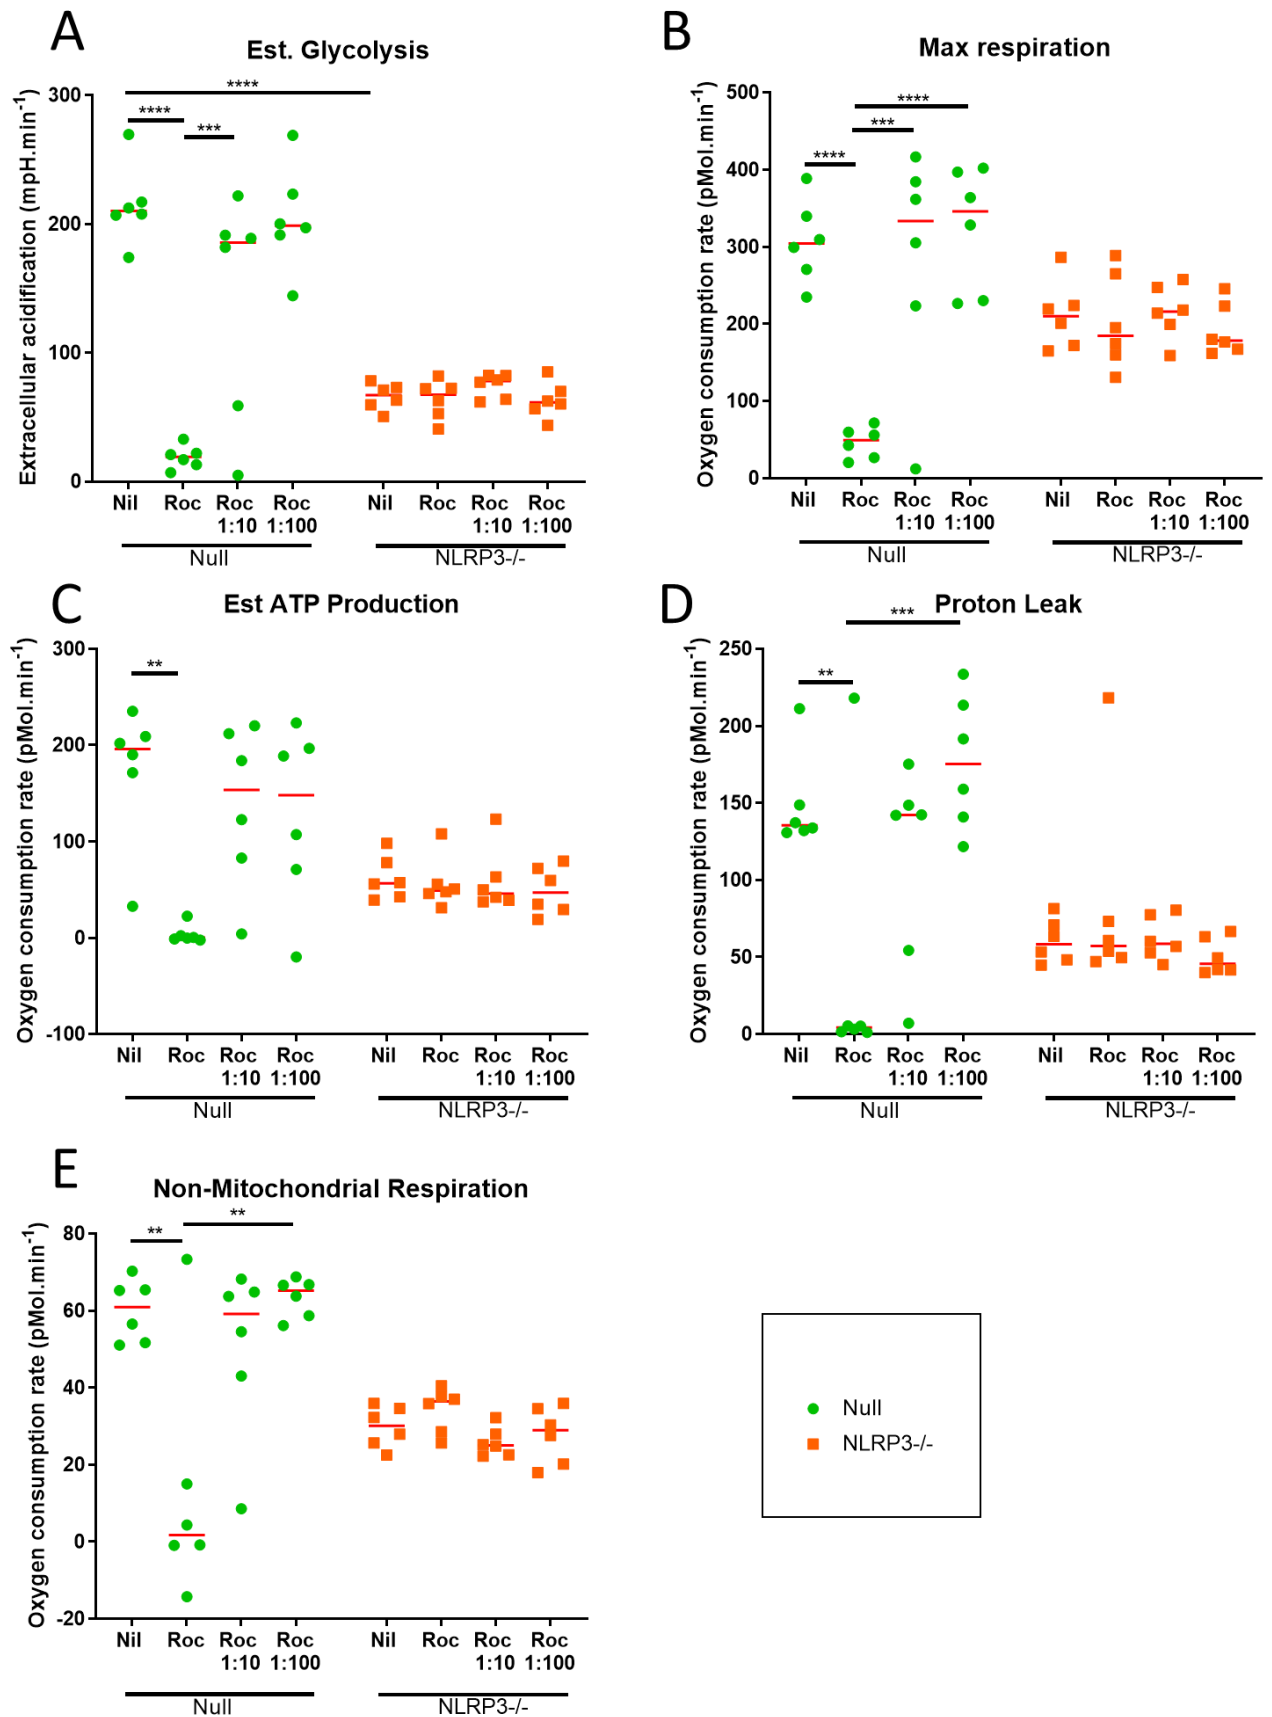 A
Est. Glycolysis
Extracellular acidification (mpH.min⁻¹)
300
200
100
0
****
****
***
Nil Roc Roc Roc Nil Roc Roc Roc
1:10 1:100 1:10 1:100
Null NLRP3-/-
B
Max respiration
Oxygen consumption rate (pMol.min⁻¹)
500
400
300
200
100
0
****
***
****
Nil Roc Roc Roc Nil Roc Roc Roc
1:10 1:100 1:10 1:100
Null NLRP3-/-
C
Est ATP Production
Oxygen consumption rate (pMol.min⁻¹)
300
200
100
0
-100
**
Nil Roc Roc Roc Nil Roc Roc Roc
1:10 1:100 1:10 1:100
Null NLRP3-/-
D
Proton Leak
Oxygen consumption rate (pMol.min⁻¹)
250
200
150
100
50
0
***
**
Nil Roc Roc Roc Nil Roc Roc Roc
1:10 1:100 1:10 1:100
Null NLRP3-/-
E
Non-Mitochondrial Respiration
Oxygen consumption rate (pMol.min⁻¹)
80
60
40
20
0
-20
**
**
Nil Roc Roc Roc Nil Roc Roc Roc
1:10 1:100 1:10 1:100
Null NLRP3-/-
Null
NLRP3-/-